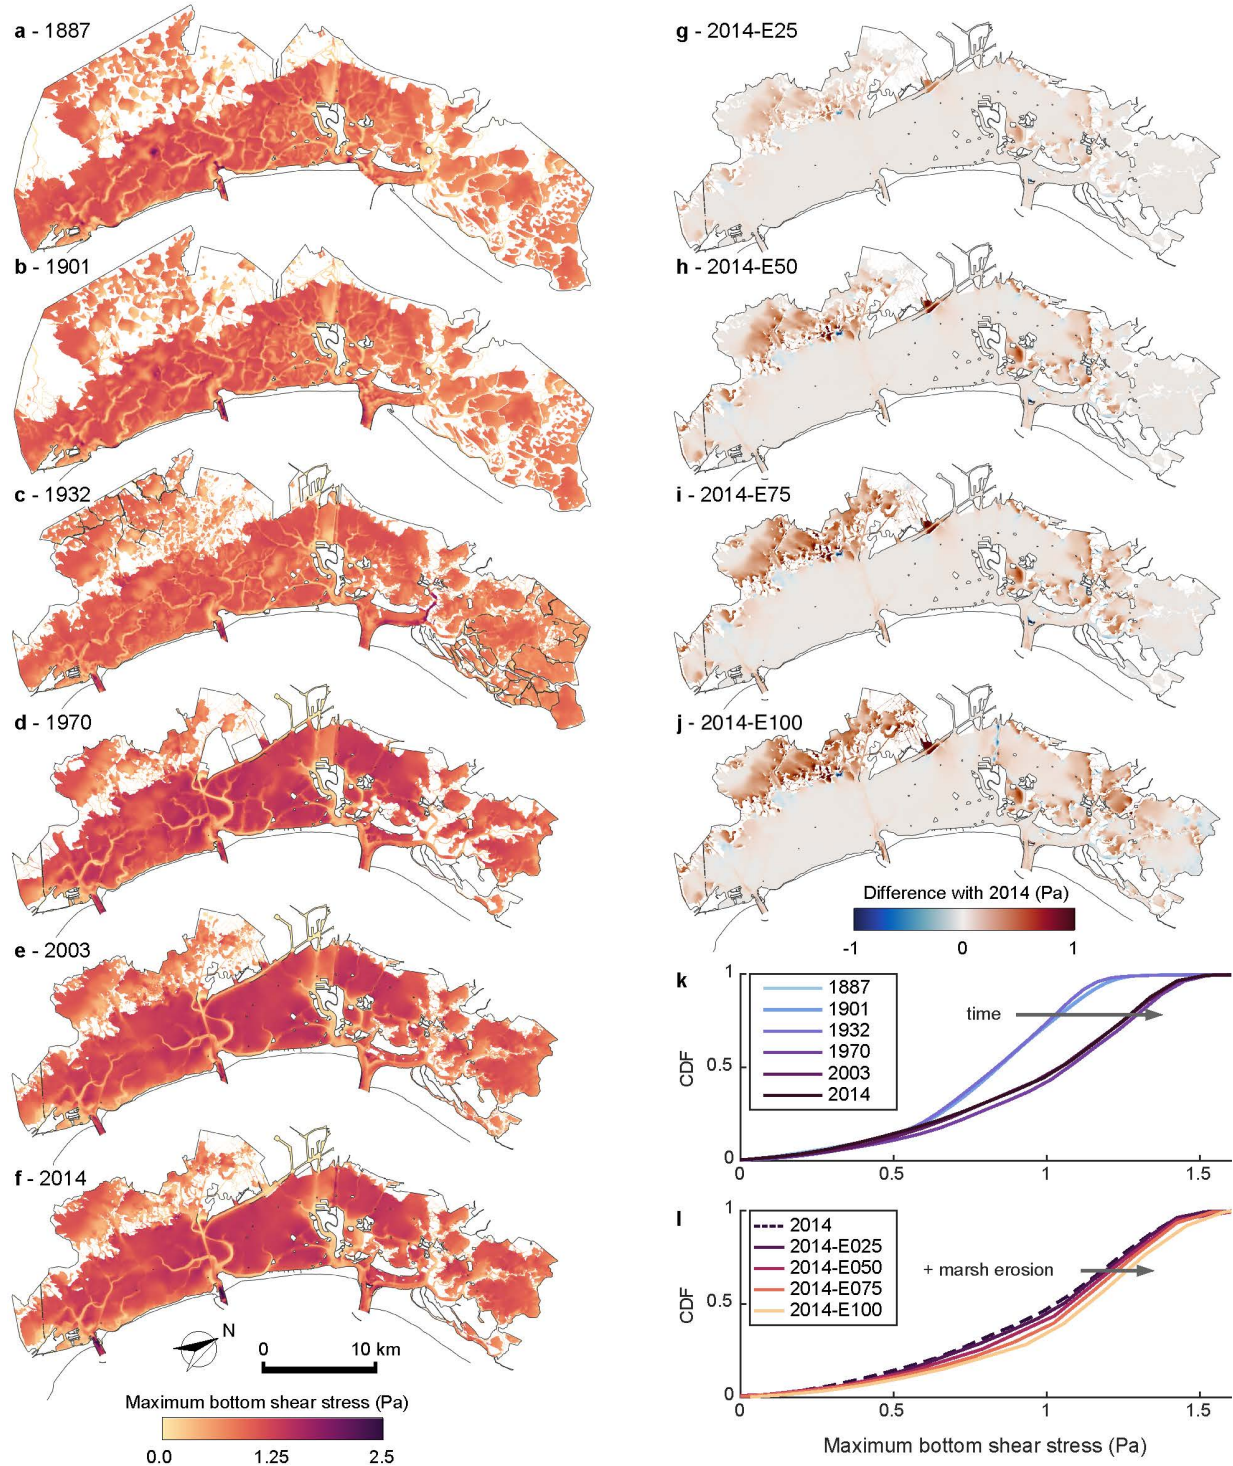 a - 1887
b - 1901
c - 1932
d - 1970
e - 2003
f - 2014
N
0 10 km
Maximum bottom shear stress (Pa)
0.0 1.25 2.5
g - 2014-E25
h - 2014-E50
i - 2014-E75
j - 2014-E100
Difference with 2014 (Pa)
-1 0 1
k
1
0.5
0
CDF
1887
1901
1932
1970
2003
2014
time
0 0.5 1 1.5
l
1
0.5
0
CDF
2014
2014-E025
2014-E050
2014-E075
2014-E100
+ marsh erosion
0 0.5 1 1.5
Maximum bottom shear stress (Pa)